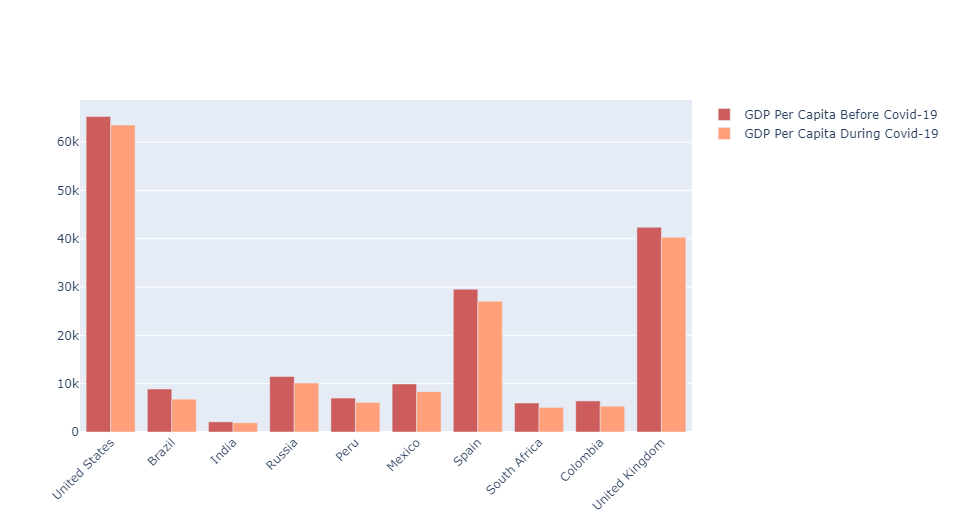 GDP Per Capita Before Covid-19
GDP Per Capita During Covid-19
60k
50k
40k
30k
20k
10k
0
United States
Brazil
India
Russia
Peru
Mexico
Spain
South Africa
Colombia
United Kingdom